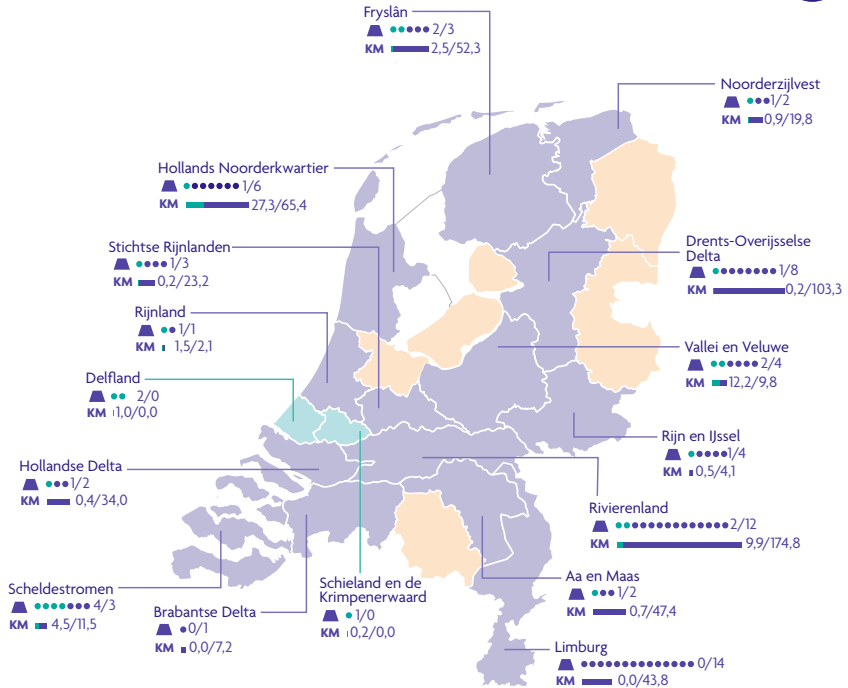 Fryslân
2/3
KM 2,5/52,3
Noorderzijlvest
1/2
KM 0,9/19,8
Hollands Noorderkwartier
1/6
KM 27,3/65,4
Stichtse Rijnlanden
1/3
KM 0,2/23,2
Drents-Overijsselse
Delta
1/8
KM 0,2/103,3
Rijnland
1/1
KM 1,5/2,1
Vallei en Veluwe
2/4
KM 12,2/9,8
Delfland
2/0
KM 1,0/0,0
Rijn en IJssel
1/4
KM 0,5/4,1
Hollandse Delta
1/2
KM 0,4/34,0
Rivierenland
2/12
KM 9,9/174,8
Scheldestromen
4/3
KM 4,5/11,5
Brabantse Delta
0/1
KM 0,0/7,2
Schieland en de
Krimpenerwaard
1/0
KM 0,2/0,0
Aa en Maas
1/2
KM 0,7/47,4
Limburg
0/14
KM 0,0/43,8